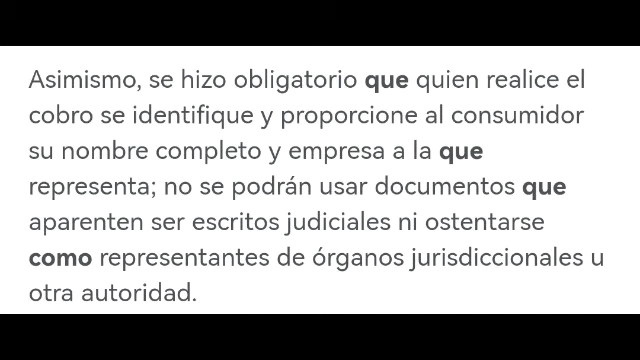 Asimismo, se hizo obligatorio que quien realice el
cobro se identifique y proporcione al consumidor
su nombre completo y empresa a la que
representa; no se podrán usar documentos que
aparenten ser escritos judiciales ni ostentarse
como representantes de órganos jurisdiccionales u
otra autoridad.